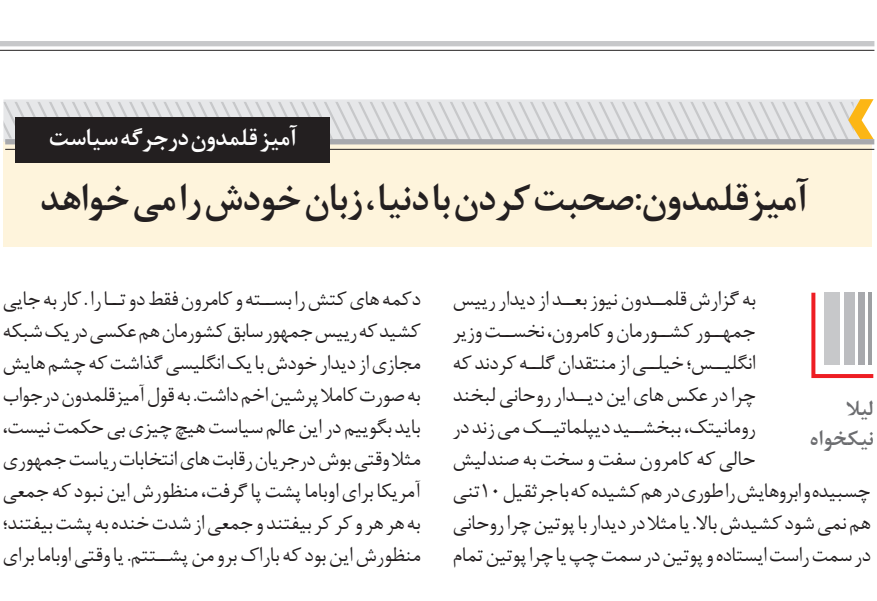 آمیز قلمدون در جرگه سیاست
آمیزقلمدون:صحبت کردن با دنیا، زبان خودش را می خواهد
لیلا
نیکخواه
به گزارش قلمدون نیوز بعد از دیدار رییس
جمهور کشورمان و کامرون، نخست وزیر
انگلیس؛ خیلی از منتقدان گله کردند که
چرا در عکس های این دیدار روحانی لبخند
رومانیتک، ببخشید دیپلماتیک می زند در
حالی که کامرون سفت و سخت به صندلیش
چسبیده وابروهایش را طوری در هم کشیده که با جرثقیل ۱۰ تنی
هم نمی شود کشیدش بالا. یا مثلا در دیدار با پوتین چرا روحانی
در سمت راست ایستاده و پوتین در سمت چپ یا چرا پوتین تمام
دکمه های کتش را بسته و کامرون فقط دو تا را. کار به جایی
کشید که رییس جمهور سابق کشورمان هم عکسی در یک شبکه
مجازی از دیدار خودش با یک انگلیسی گذاشت که چشم هایش
به صورت کاملا پرشین اخم داشت. به قول آمیزقلمدون در جواب
باید بگوییم در این عالم سیاست هیچ چیزی بی حکمت نیست،
مثلا وقتی بوش در جریان رقابت های انتخابات ریاست جمهوری
آمریکا برای اوباما پشت پا گرفت، منظورش این نبود که جمعی
به هر هر و کر کر بیفتند و جمعی از شدت خنده به پشت بیفتند؛
منظورش این بود که باراک برو من پشتتم. یا وقتی اوباما برای